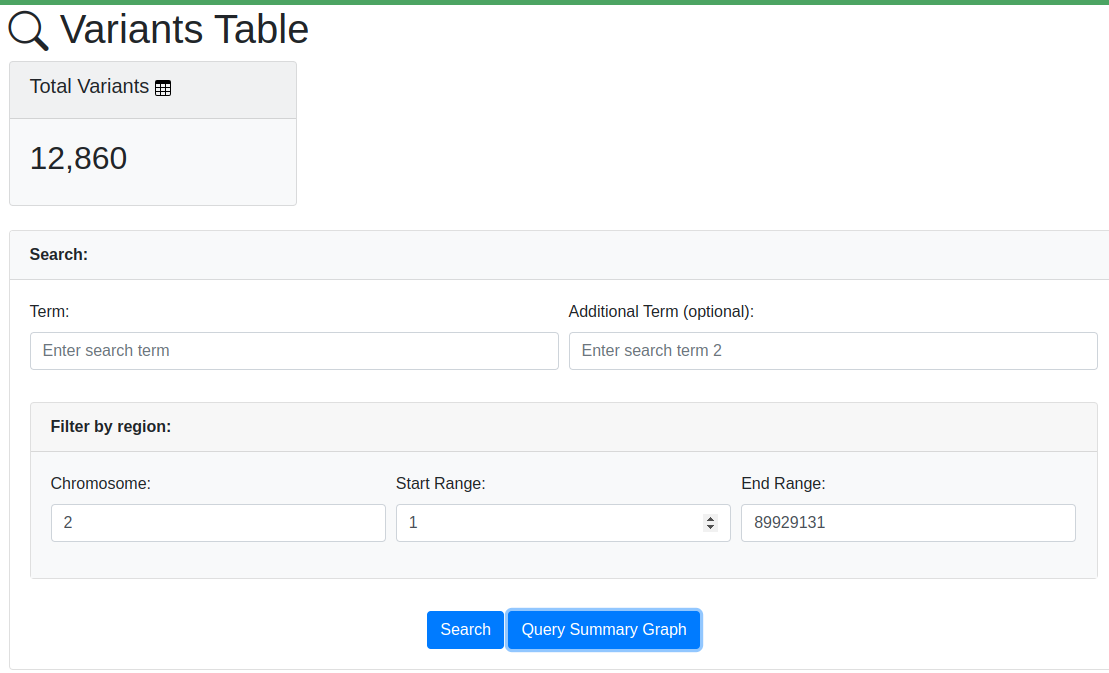 Variants Table
Total Variants
12,860
Search:
Term:
Additional Term (optional):
Enter search term
Enter search term 2
Filter by region:
Chromosome:
Start Range:
End Range:
2
1
89929131
Search
Query Summary Graph